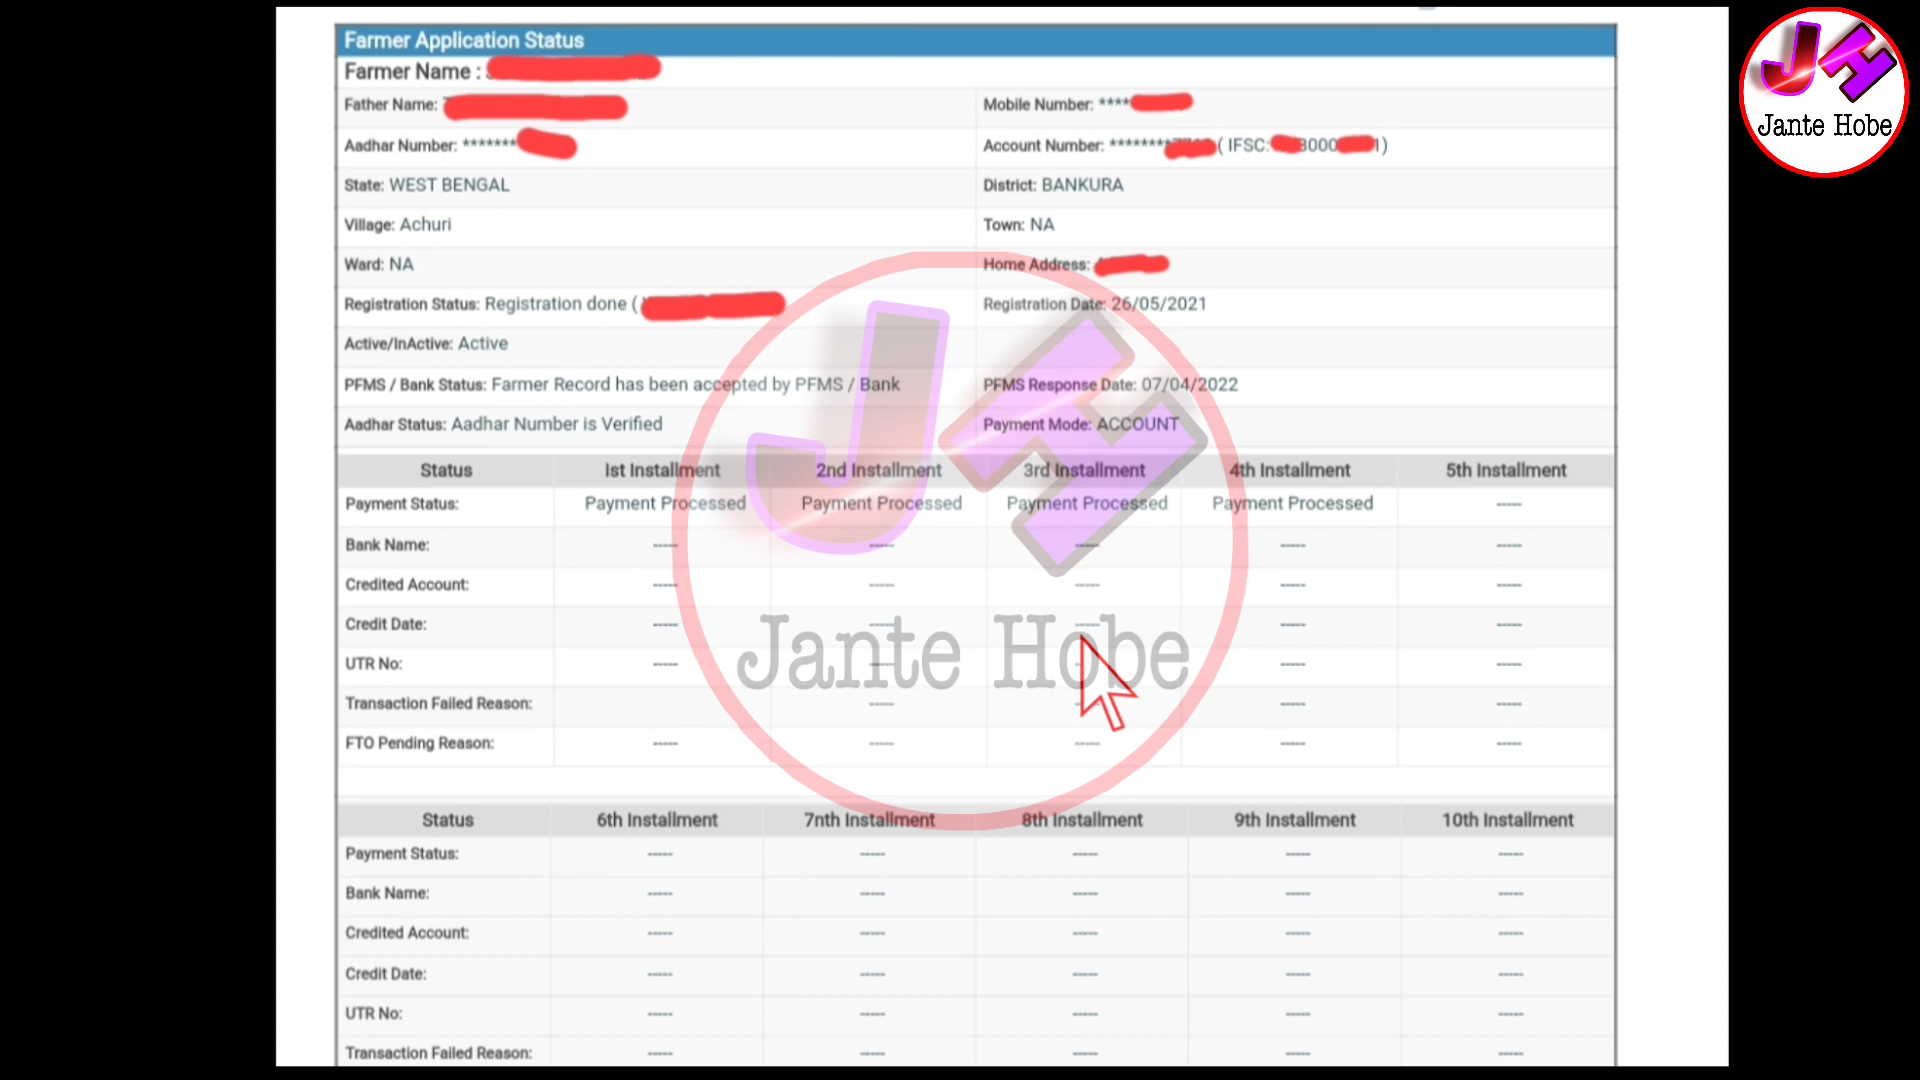 Farmer Application Status
Farmer Name :
Father Name: Mobile Number: ****
Aadhar Number: ******* Account Number: ******** ( IFSC: 3000 1)
State: WEST BENGAL District: BANKURA
Village: Achuri Town: NA
Ward: NA Home Address:
Registration Status: Registration done ( Registration Date: 26/05/2021
Active/InActive: Active
PFMS / Bank Status: Farmer Record has been accepted by PFMS / Bank PFMS Response Date: 07/04/2022
Aadhar Status: Aadhar Number is Verified Payment Mode: ACCOUNT
Status Ist Installment 2nd Installment 3rd Installment 4th Installment 5th Installment
Payment Status: Payment Processed Payment Processed Payment Processed Payment Processed -----
Bank Name: ----- ----- ----- ----- -----
Credited Account: ----- ----- ----- ----- -----
Credit Date: ----- ----- ----- ----- -----
UTR No: ----- ----- ----- ----- -----
Transaction Failed Reason: ----- ----- ----- -----
FTO Pending Reason: ----- ----- ----- ----- -----
Status 6th Installment 7nth Installment 8th Installment 9th Installment 10th Installment
Payment Status: ----- ----- ----- ----- -----
Bank Name: ----- ----- ----- ----- -----
Credited Account: ----- ----- ----- ----- -----
Credit Date: ----- ----- ----- ----- -----
UTR No: ----- ----- ----- ----- -----
Transaction Failed Reason: ----- ----- ----- ----- -----
JH
Jante Hobe
JH
Jante Hobe